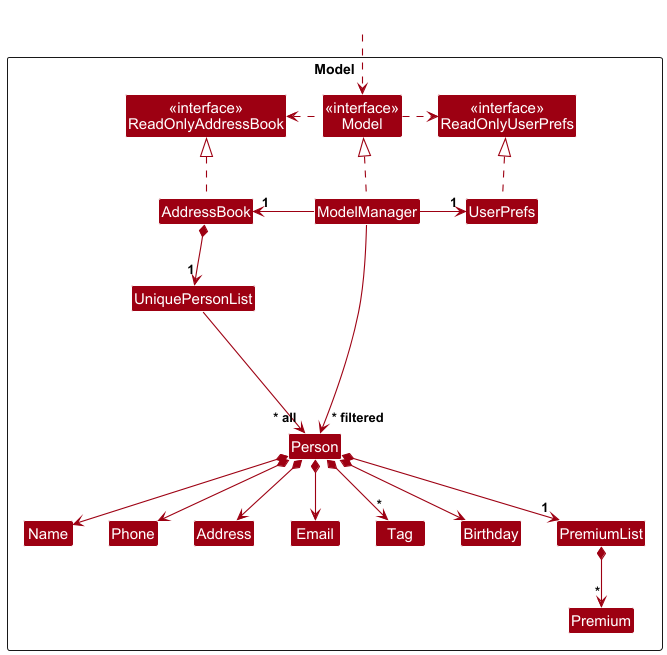 Model
«interface»
ReadOnlyAddressBook
«interface»
Model
«interface»
ReadOnlyUserPrefs
AddressBook
1
ModelManager
1
UserPrefs
1
UniquePersonList
* all
* filtered
Person
*
1
Name
Phone
Address
Email
Tag
Birthday
PremiumList
*
Premium